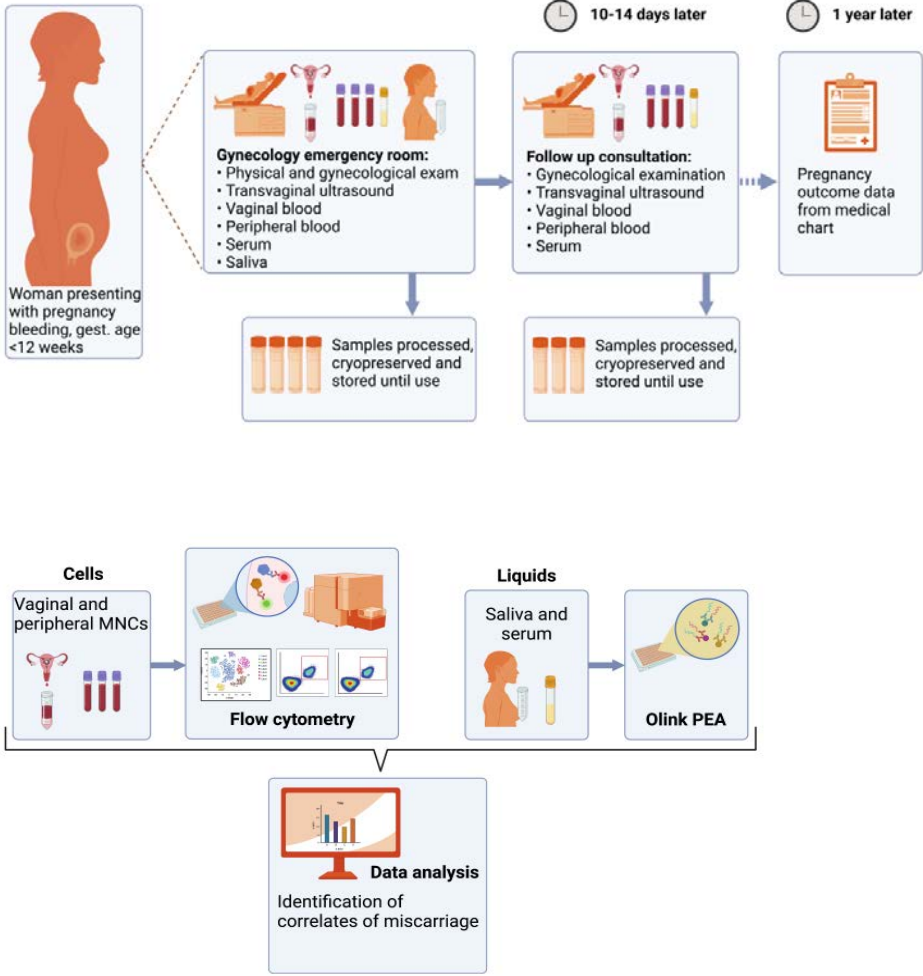 10-14 days later
1 year later
Gynecology emergency room:
• Physical and gynecological exam
• Transvaginal ultrasound
• Vaginal blood
• Peripheral blood
• Serum
• Saliva
Follow up consultation:
• Gynecological examination
• Transvaginal ultrasound
• Vaginal blood
• Peripheral blood
• Serum
Pregnancy
outcome data
from medical
chart
Woman presenting
with pregnancy
bleeding, gest. age
<12 weeks
Samples processed,
cryopreserved and
stored until use
Samples processed,
cryopreserved and
stored until use
Cells
Vaginal and
peripheral MNCs
Flow cytometry
Liquids
Saliva and
serum
Olink PEA
Data analysis
Identification of
correlates of miscarriage